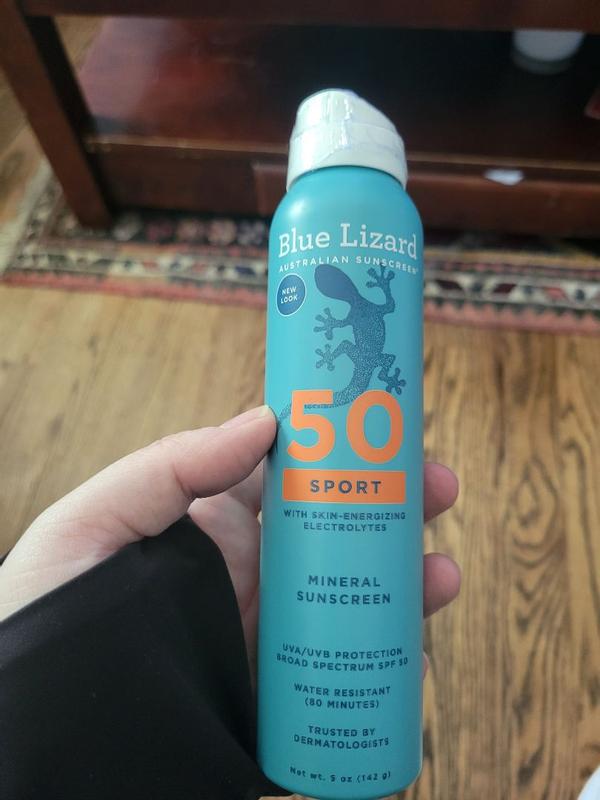 Blue Lizard
AUSTRALIAN SUNSCREEN®
NEW
LOOK
50
SPORT
WITH SKIN-ENERGIZING
ELECTROLYTES
MINERAL
SUNSCREEN
UVA/UVB PROTECTION
BROAD SPECTRUM SPF 50
WATER RESISTANT
(80 MINUTES)
TRUSTED BY
DERMATOLOGISTS
Net wt. 5 oz (142 g)